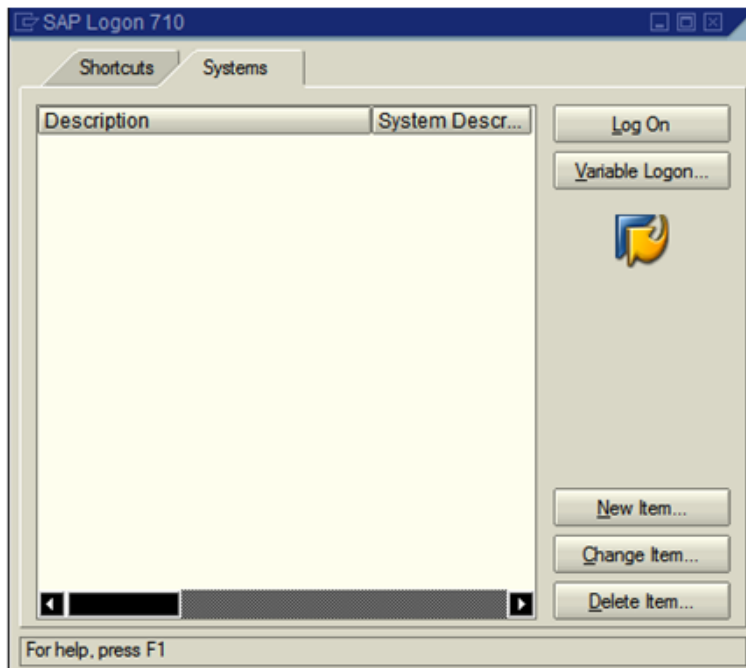 SAP Logon 710
Shortcuts Systems
Description System Descr...
Log On
Variable Logon...
New Item...
Change Item...
Delete Item...
For help, press F1